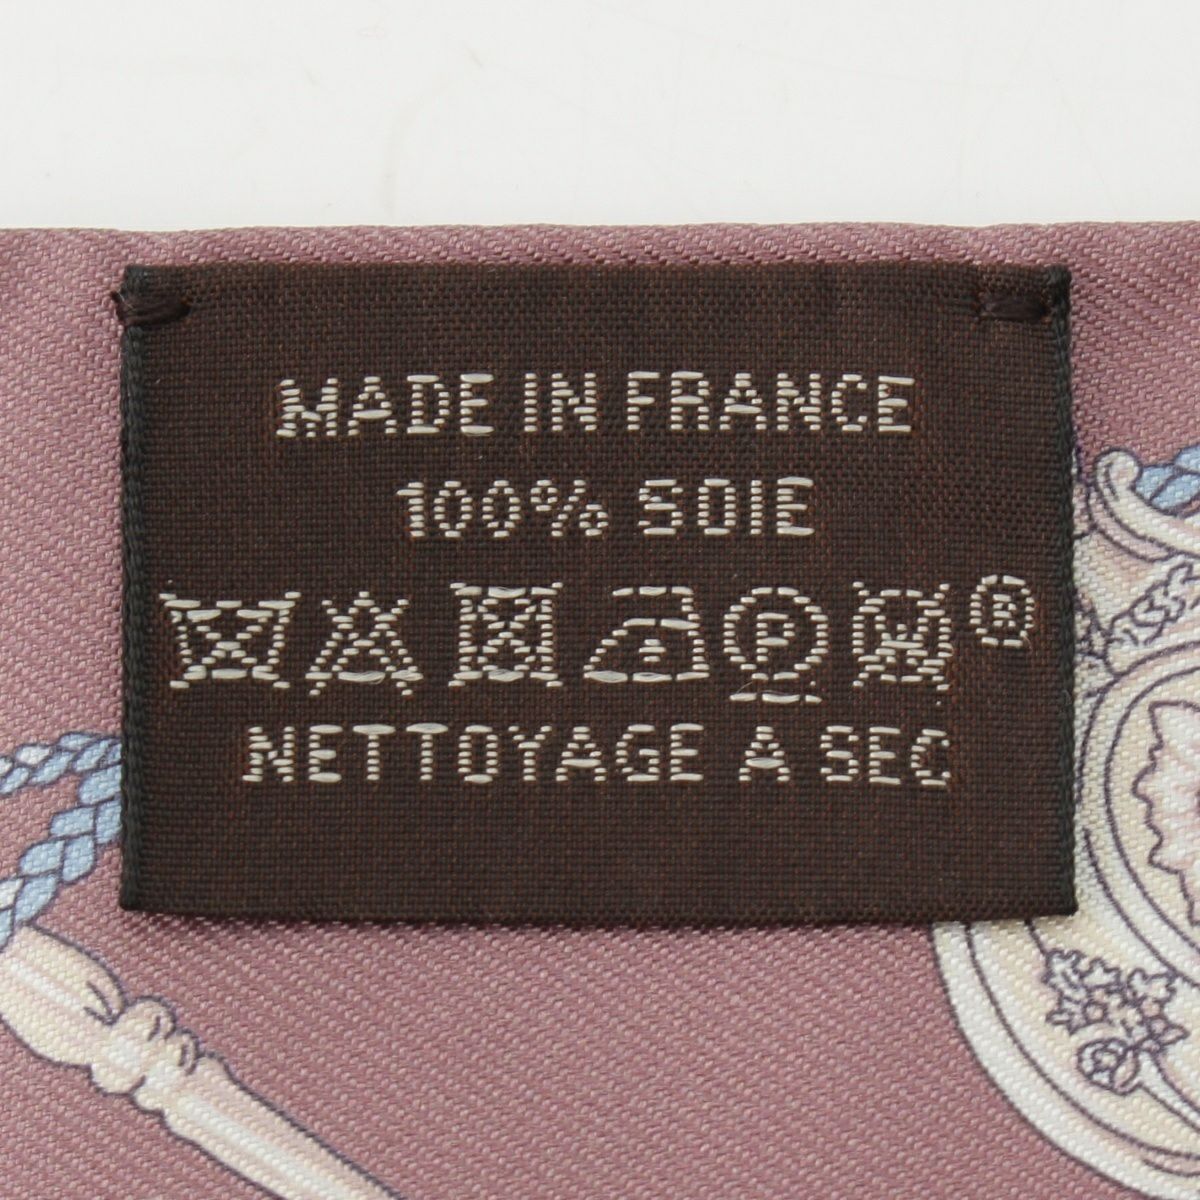 MADE IN FRANCE
100% SOIE
P W ®
NETTOYAGE A SEC